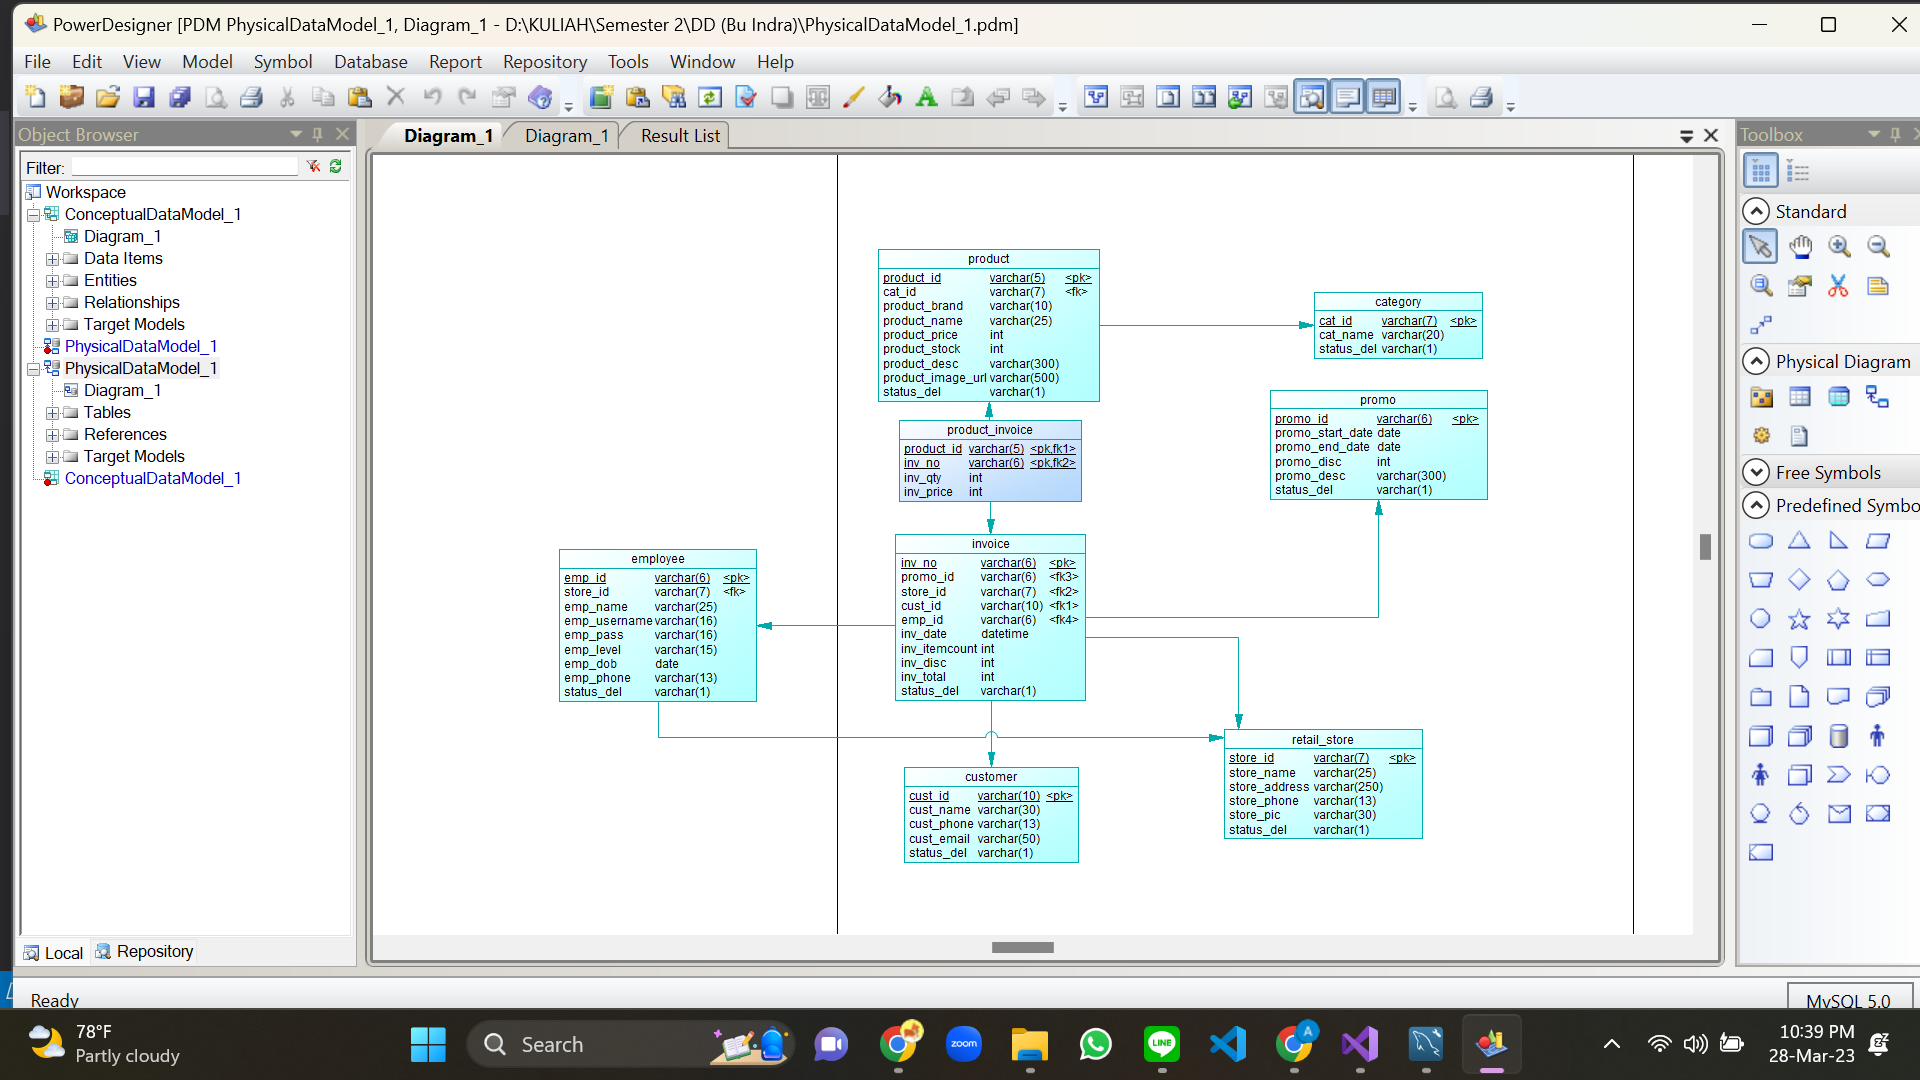 PowerDesigner [PDM PhysicalDataModel_1, Diagram_1 - D:\KULIAH\Semester 2\DD (Bu Indra)\PhysicalDataModel_1.pdm]
File Edit View Model Symbol Database Report Repository Tools Window Help
Object Browser
Filter:
Workspace
ConceptualDataModel_1
Diagram_1
Data Items
Entities
Relationships
Target Models
PhysicalDataModel_1
PhysicalDataModel_1
Diagram_1
Tables
References
Target Models
ConceptualDataModel_1
Local Repository
Diagram_1 Diagram_1 Result List
product
product_id varchar(5) <pk>
cat_id varchar(7) <fk>
product_brand varchar(10)
product_name varchar(25)
product_price int
product_stock int
product_desc varchar(300)
product_image_url varchar(500)
status_del varchar(1)
category
cat_id varchar(7) <pk>
cat_name varchar(20)
status_del varchar(1)
product_invoice
product_id varchar(5) <pk,fk1>
inv_no varchar(6) <pk,fk2>
inv_qty int
inv_price int
promo
promo_id varchar(6) <pk>
promo_start_date date
promo_end_date date
promo_disc int
promo_desc varchar(300)
status_del varchar(1)
employee
emp_id varchar(6) <pk>
store_id varchar(7) <fk>
emp_name varchar(25)
emp_username varchar(16)
emp_pass varchar(16)
emp_level varchar(15)
emp_dob date
emp_phone varchar(13)
status_del varchar(1)
invoice
inv_no varchar(6) <pk>
promo_id varchar(6) <fk3>
store_id varchar(7) <fk2>
cust_id varchar(10) <fk1>
emp_id varchar(6) <fk4>
inv_date datetime
inv_itemcount int
inv_disc int
inv_total int
status_del varchar(1)
customer
cust_id varchar(10) <pk>
cust_name varchar(30)
cust_phone varchar(13)
cust_email varchar(50)
status_del varchar(1)
retail_store
store_id varchar(7) <pk>
store_name varchar(25)
store_address varchar(250)
store_phone varchar(13)
store_pic varchar(30)
status_del varchar(1)
Toolbox
Standard
Physical Diagram
Free Symbols
Predefined Symbo
Ready
MySQL 5.0
78°F
Partly cloudy
Search
zoom
LINE
A
10:39 PM
28-Mar-23